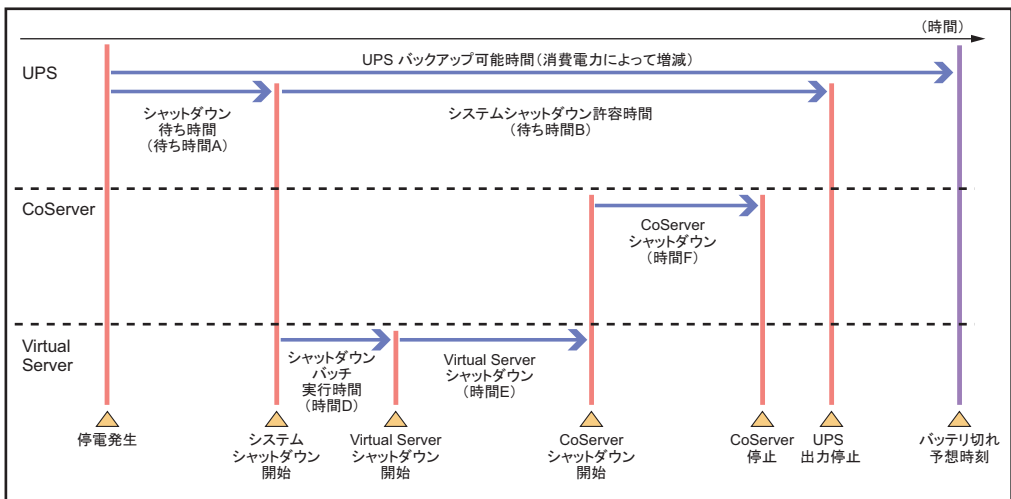 (時間)
UPS
UPS バックアップ可能時間(消費電力によって増減)
シャットダウン
待ち時間
(待ち時間A)
システムシャットダウン許容時間
(待ち時間B)
CoServer
CoServer
シャットダウン
(時間F)
Virtual
Server
シャットダウン
バッチ
実行時間
(時間D)
Virtual Server
シャットダウン
(時間E)
停電発生
システム
シャットダウン
開始
Virtual Server
シャットダウン
開始
CoServer
シャットダウン
開始
CoServer
停止
UPS
出力停止
バッテリ切れ
予想時刻